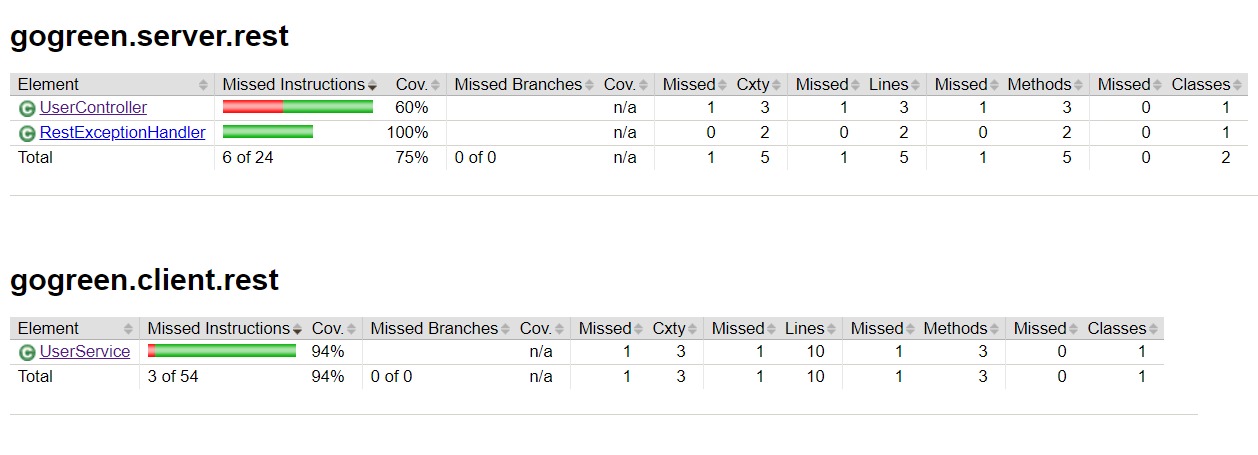 gogreen.server.rest
Element Missed Instructions Cov. Missed Branches Cov. Missed Cxty Missed Lines Missed Methods Missed Classes
C UserController 60% n/a 1 3 1 3 1 3 0 1
C RestExceptionHandler 100% n/a 0 2 0 2 0 2 0 1
Total 6 of 24 75% 0 of 0 n/a 1 5 1 5 1 5 0 2
gogreen.client.rest
Element Missed Instructions Cov. Missed Branches Cov. Missed Cxty Missed Lines Missed Methods Missed Classes
C UserService 94% n/a 1 3 1 10 1 3 0 1
Total 3 of 54 94% 0 of 0 n/a 1 3 1 10 1 3 0 1